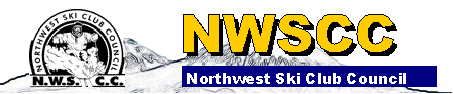 NORTHWEST SKI CLUB COUNCIL
N.W.S. C.C.
NWSCC
Northwest Ski Club Council